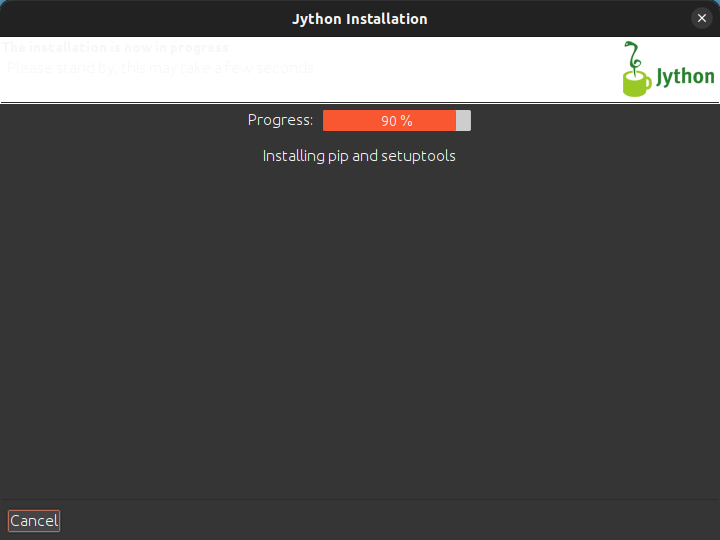 Jython Installation
The installation is now in progress
Please stand by, this may take a few seconds
Jython
Progress: 90 %
Installing pip and setuptools
Cancel